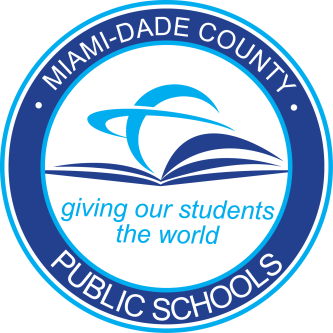 • MIAMI-DADE COUNTY •
giving our students
the world
PUBLIC SCHOOLS